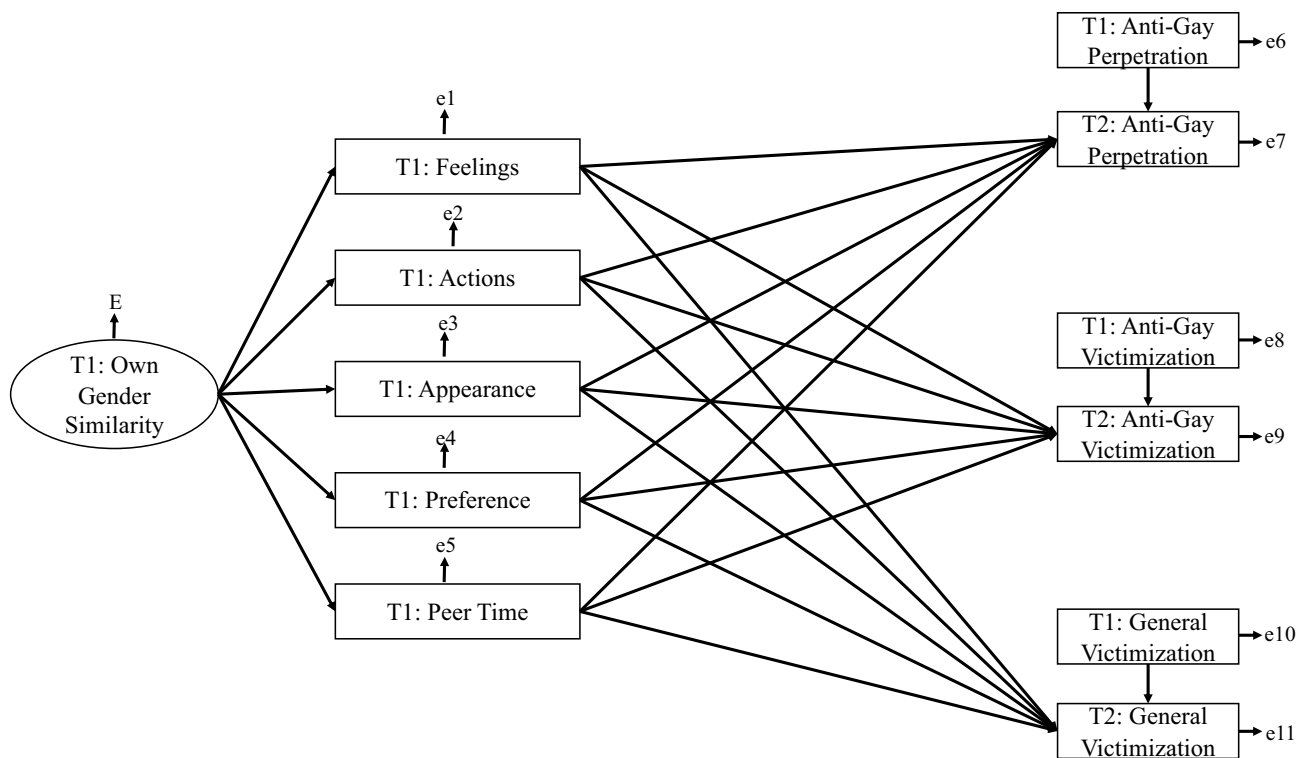 T1: Anti-Gay
Perpetration
e6
e1
T2: Anti-Gay
Perpetration
e7
T1: Feelings
e2
T1: Actions
E
e3
T1: Anti-Gay
Victimization
e8
T1: Own
Gender
Similarity
T1: Appearance
e4
T2: Anti-Gay
Victimization
e9
T1: Preference
e5
T1: Peer Time
T1: General
Victimization
e10
T2: General
Victimization
e11